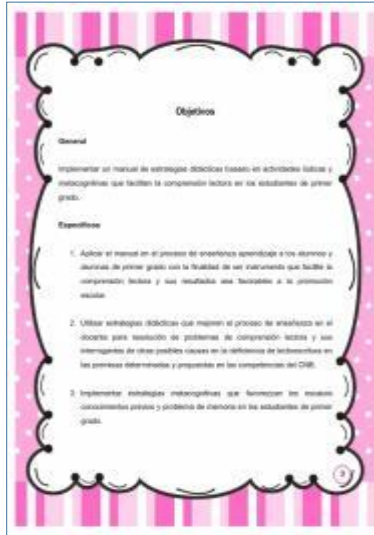 Objetivos
General
Implementar un manual de estrategias didácticas basado en actividades lúdicas y
metacognitivas que faciliten la comprensión lectora en los estudiantes de primer
grado.
Específicos
1. Aplicar el manual en el proceso de enseñanza aprendizaje a los alumnos y
alumnas de primer grado con la finalidad de ser instrumento que facilite la
comprensión lectora y sus resultados sea favorables a la promoción
escolar.
2. Utilizar estrategias didácticas que mejoren el proceso de enseñanza en el
docente para resolución de problemas de comprensión lectora y sus
interrogantes de otras posibles causas en la deficiencia de lectoescritura en
las premisas determinadas y propuestas en las competencias del CNB.
3. Implementar estrategias metacognitivas que favorezcan los escasos
conocimientos previos y problema de memoria en los estudiantes de primer
grado.
3